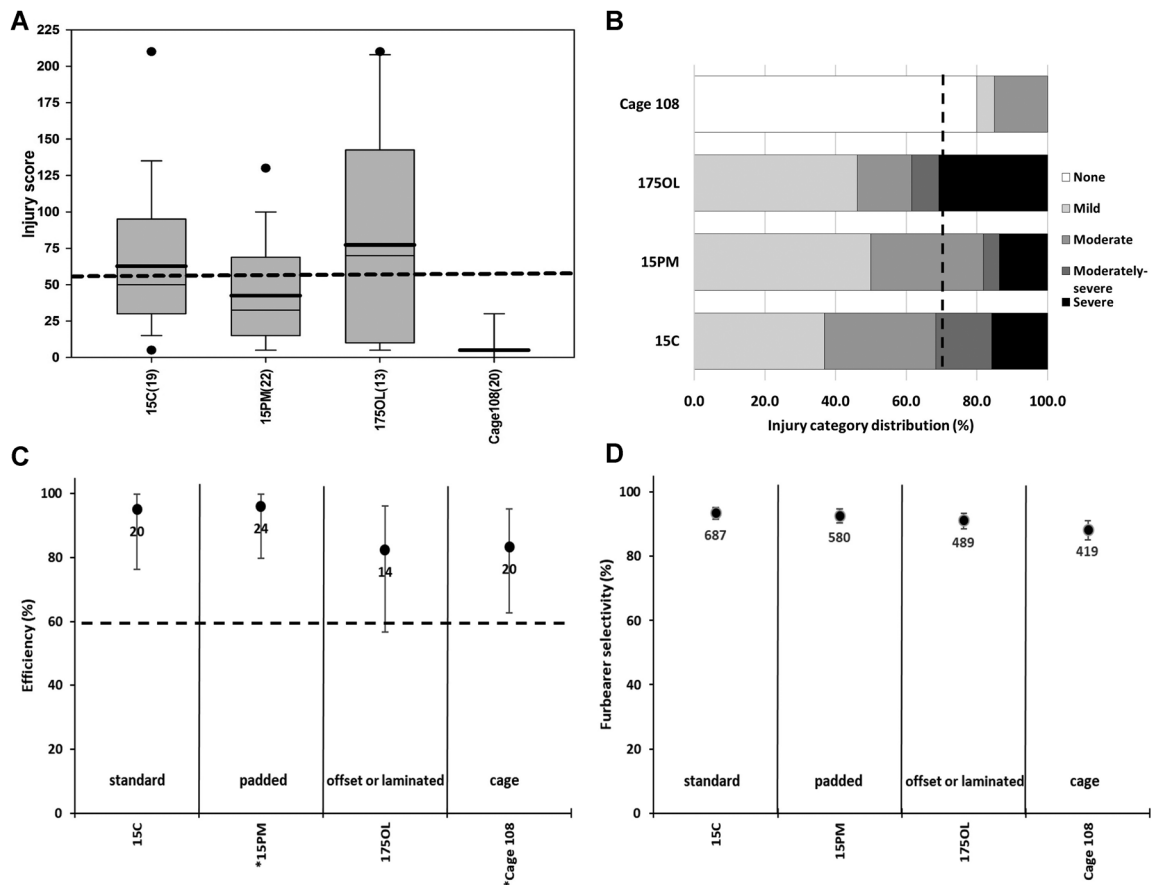 A
225
200
175
150
125
100
75
50
25
0
Injury score
15C(19)
15PM(22)
175OL(13)
Cage108(20)
B
Cage 108
175OL
15PM
15C
0.0 20.0 40.0 60.0 80.0 100.0
Injury category distribution (%)
None
Mild
Moderate
Moderately-
severe
Severe
C
100
80
60
40
20
0
Efficiency (%)
20
24
14
20
standard
padded
offset or laminated
cage
15C
*15PM
175OL
*Cage 108
D
100
80
60
40
20
0
Furbearer selectivity (%)
687
580
489
419
standard
padded
offset or laminated
cage
15C
15PM
175OL
Cage 108